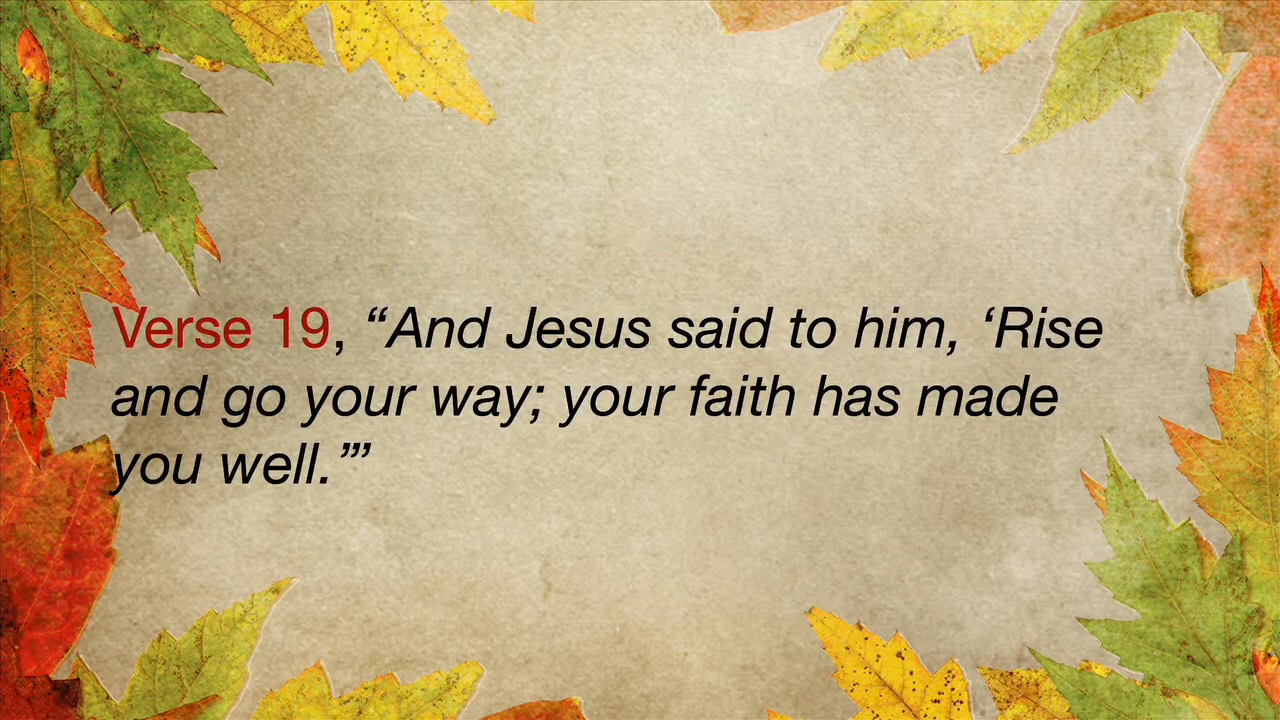 Verse 19, “And Jesus said to him, ‘Rise
and go your way; your faith has made
you well.”’